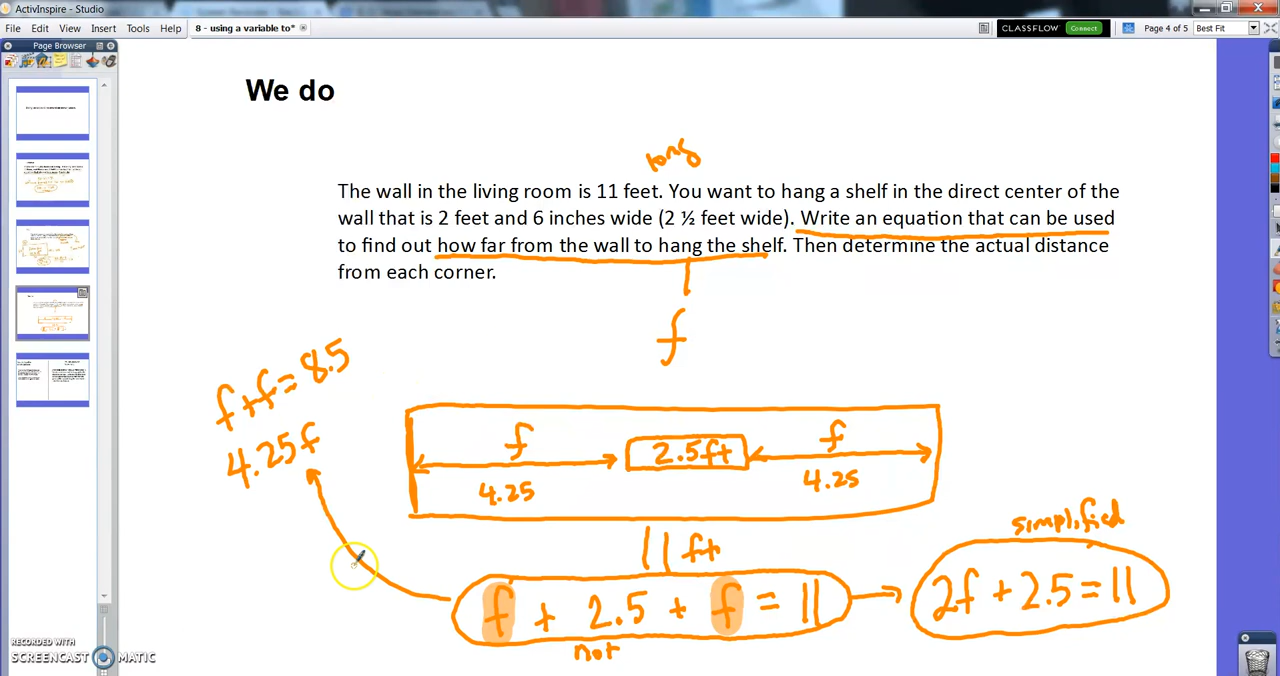 ActivInspire - Studio
File Edit View Insert Tools Help
8 - using a variable to*
CLASSFLOW Connect
Page 4 of 5
Best Fit
Page Browser
We do
long
The wall in the living room is 11 feet. You want to hang a shelf in the direct center of the
wall that is 2 feet and 6 inches wide (2 ½ feet wide). Write an equation that can be used
to find out how far from the wall to hang the shelf. Then determine the actual distance
from each corner.
f
f+f=8.5
4.25f
f 2.5ft f
4.25 4.25
11 ft
simplified
f + 2.5 + f = 11
2f + 2.5 = 11
not
RECORDED WITH
SCREENCAST MATIC